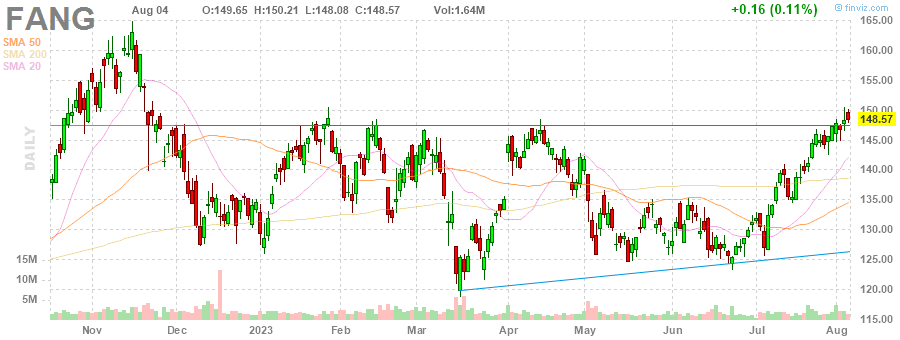 FANG Aug 04 O:149.65 H:150.21 L:148.08 C:148.57 Vol:1.64M +0.16 (0.11%) © finviz.com
SMA 50
SMA 200
SMA 20
DAILY
165.00
160.00
155.00
150.00
148.57
145.00
140.00
135.00
130.00
15M 125.00
10M 120.00
5M 115.00
Nov Dec 2023 Feb Mar Apr May Jun Jul Aug